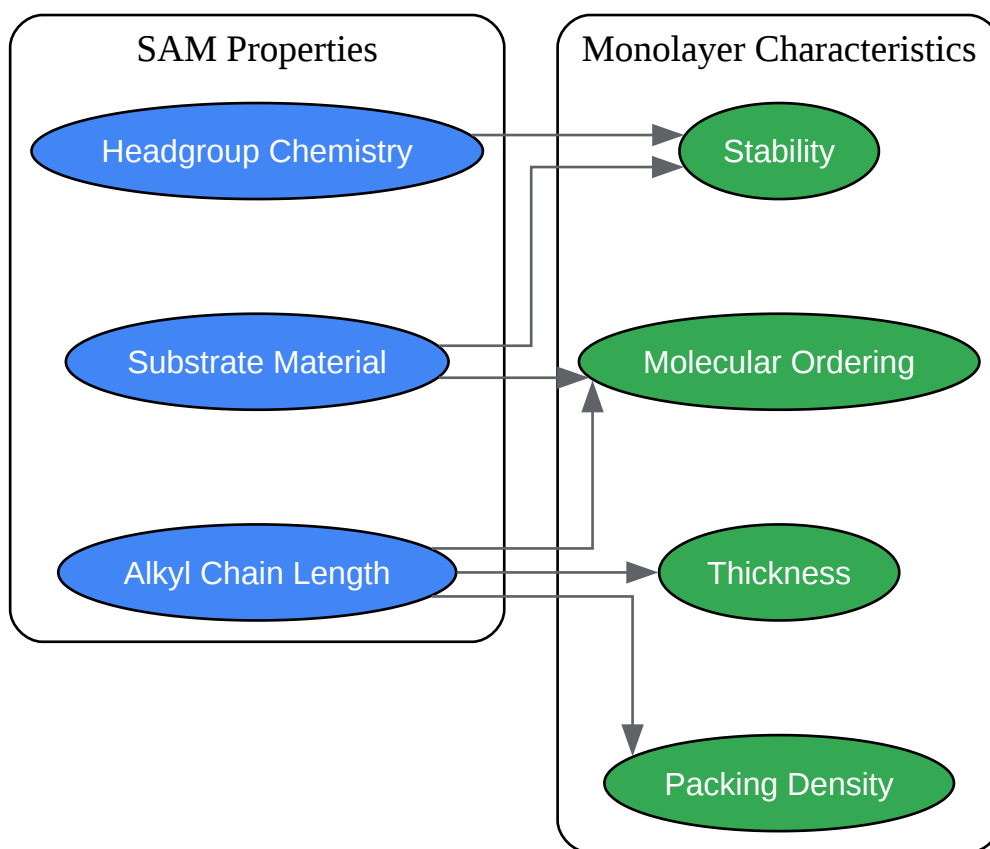 SAM Properties
Headgroup Chemistry
Substrate Material
Alkyl Chain Length
Monolayer Characteristics
Stability
Molecular Ordering
Thickness
Packing Density